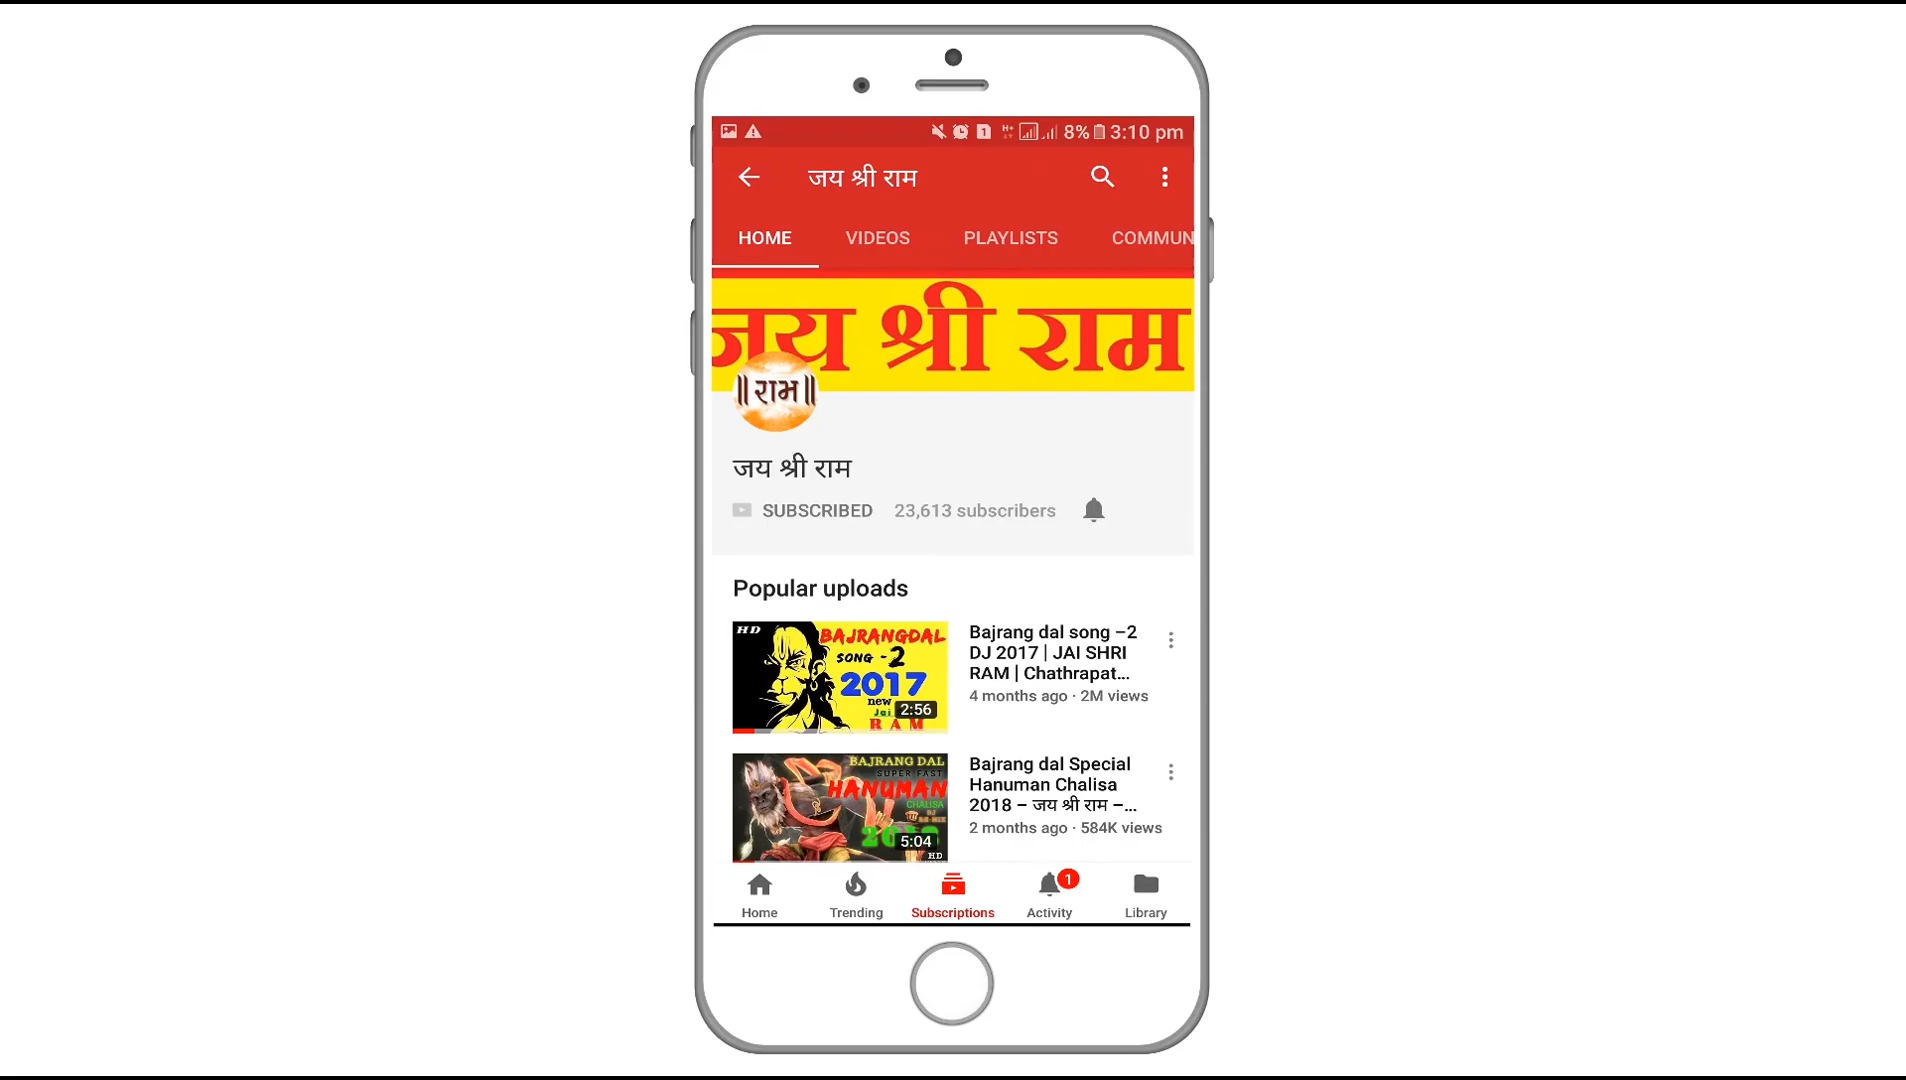 8% 3:10 pm
जय श्री राम
HOME VIDEOS PLAYLISTS COMMUN
जय श्री राम
॥ राम ॥
जय श्री राम
SUBSCRIBED 23,613 subscribers
Popular uploads
HD
BAJRANGDAL
SONG -2
2017
new
Jai
RAM
2:56
Bajrang dal song –2
DJ 2017 | JAI SHRI
RAM | Chathrapat...
4 months ago · 2M views
BAJRANG DAL
SUPER FAST
HANUMAN
CHALISA
DJ
RE-MIX
5:04
HD
Bajrang dal Special
Hanuman Chalisa
2018 – जय श्री राम –...
2 months ago · 584K views
1
Home Trending Subscriptions Activity Library